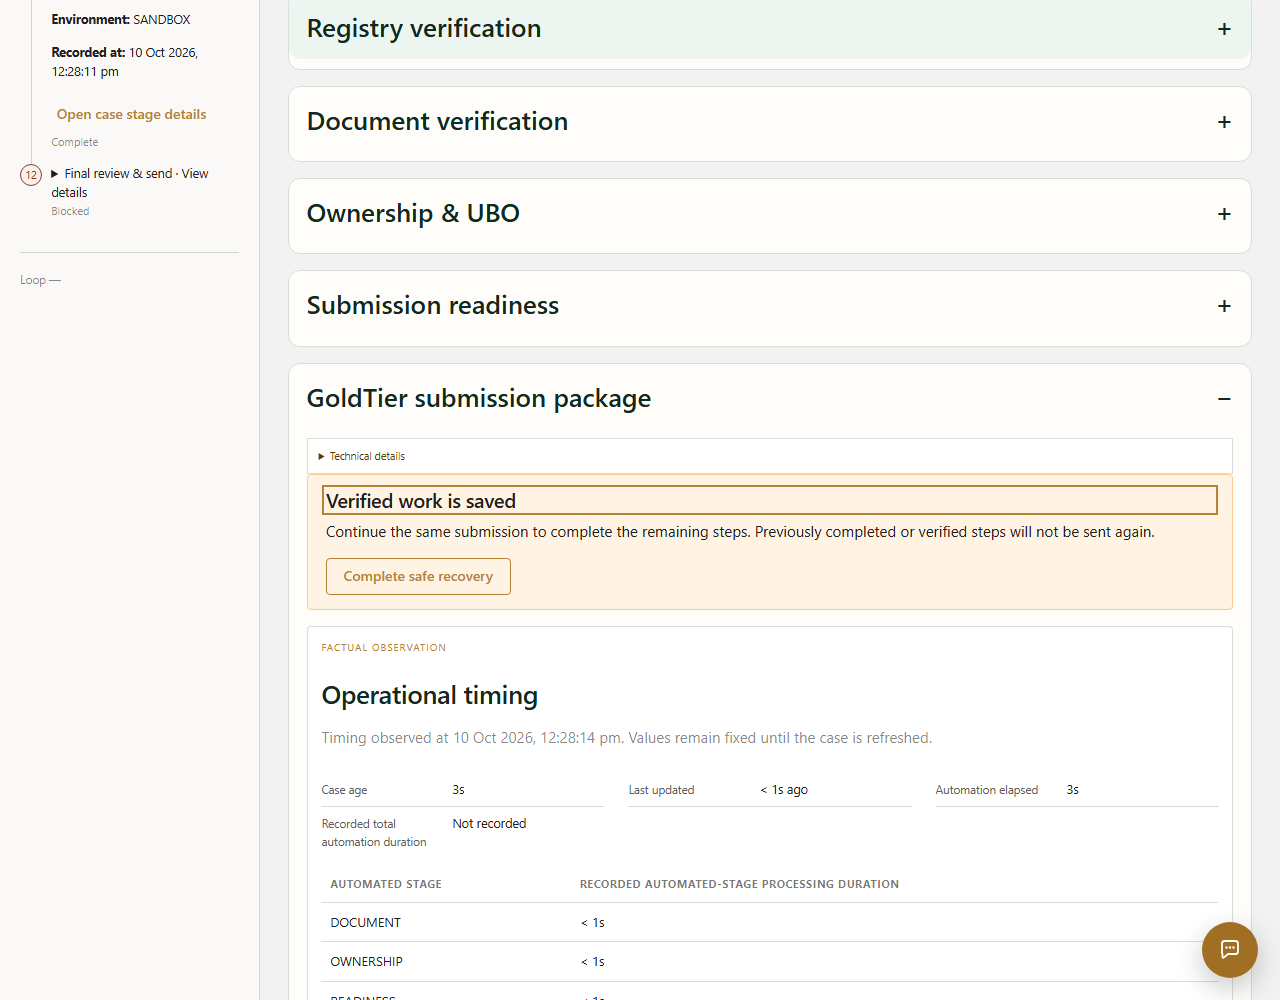 Environment: SANDBOX
Recorded at: 10 Oct 2026,
12:28:11 pm
Open case stage details
Complete
12
Final review & send · View
details
Blocked
Loop —
Registry verification
Document verification
Ownership & UBO
Submission readiness
GoldTier submission package
Technical details
Verified work is saved
Continue the same submission to complete the remaining steps. Previously completed or verified steps will not be sent again.
Complete safe recovery
FACTUAL OBSERVATION
Operational timing
Timing observed at 10 Oct 2026, 12:28:14 pm. Values remain fixed until the case is refreshed.
Case age 3s
Last updated < 1s ago
Automation elapsed 3s
Recorded total Not recorded
automation duration
AUTOMATED STAGE RECORDED AUTOMATED-STAGE PROCESSING DURATION
DOCUMENT < 1s
OWNERSHIP < 1s
READINESS < 1s